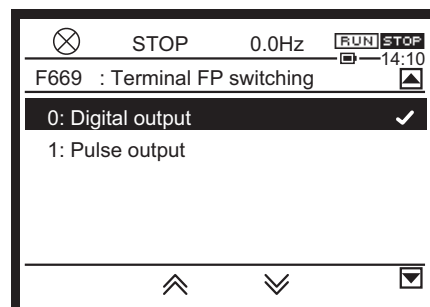 STOP 0.0Hz RUN STOP
14:10
F669 : Terminal FP switching
0: Digital output
1: Pulse output